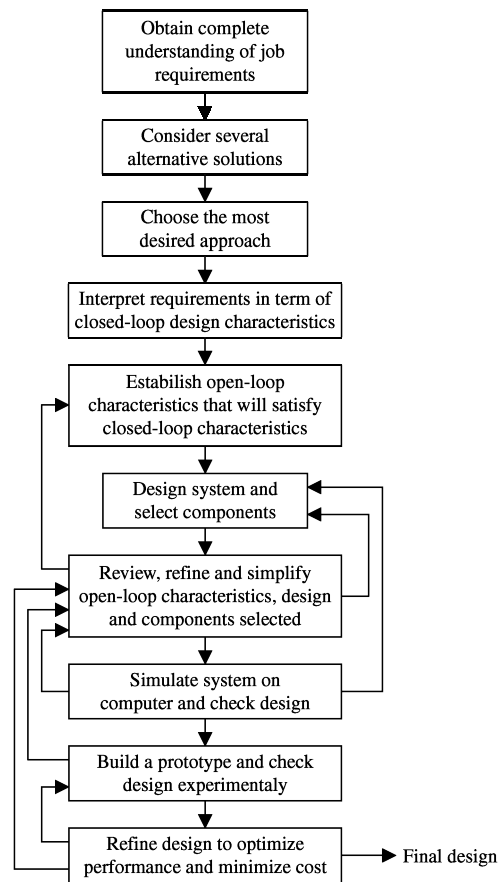 Obtain complete
understanding of job
requirements
Consider several
alternative solutions
Choose the most
desired approach
Interpret requirements in term of
closed-loop design characteristics
Estabilish open-loop
characteristics that will satisfy
closed-loop characteristics
Design system and
select components
Review, refine and simplify
open-loop characteristics, design
and components selected
Simulate system on
computer and check design
Build a prototype and check
design experimentaly
Refine design to optimize
performance and minimize cost
Final design